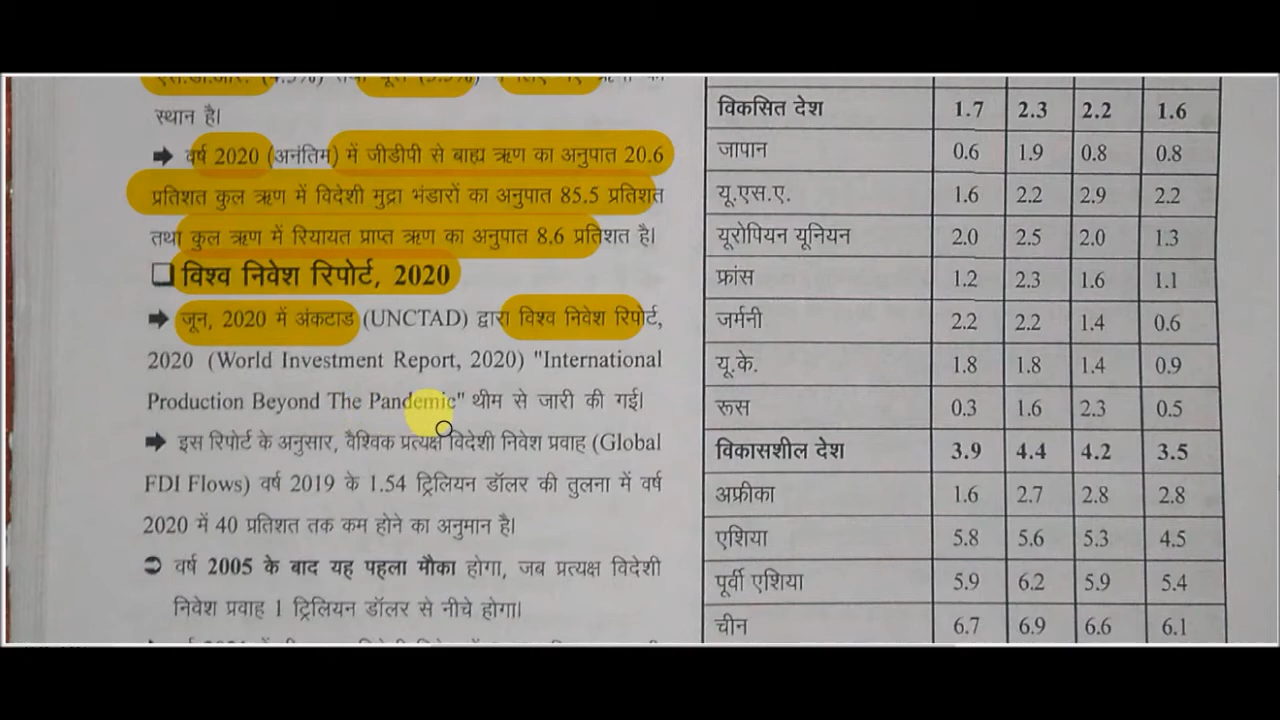 स्थान है।
➡ वर्ष 2020 (अनंतिम) में जीडीपी से बाह्य ऋण का अनुपात 20.6
प्रतिशत कुल ऋण में विदेशी मुद्रा भंडारों का अनुपात 85.5 प्रतिशत
तथा कुल ऋण में रियायत प्राप्त ऋण का अनुपात 8.6 प्रतिशत है।
❑ विश्व निवेश रिपोर्ट, 2020
➡ जून, 2020 में अंकटाड (UNCTAD) द्वारा विश्व निवेश रिपोर्ट,
2020 (World Investment Report, 2020) "International
Production Beyond The Pandemic" थीम से जारी की गई।
➡ इस रिपोर्ट के अनुसार, वैश्विक प्रत्यक्ष विदेशी निवेश प्रवाह (Global
FDI Flows) वर्ष 2019 के 1.54 ट्रिलियन डॉलर की तुलना में वर्ष
2020 में 40 प्रतिशत तक कम होने का अनुमान है।
➲ वर्ष 2005 के बाद यह पहला मौका होगा, जब प्रत्यक्ष विदेशी
निवेश प्रवाह 1 ट्रिलियन डॉलर से नीचे होगा।
विकसित देश 1.7 2.3 2.2 1.6
जापान 0.6 1.9 0.8 0.8
यू.एस.ए. 1.6 2.2 2.9 2.2
यूरोपियन यूनियन 2.0 2.5 2.0 1.3
फ्रांस 1.2 2.3 1.6 1.1
जर्मनी 2.2 2.2 1.4 0.6
यू.के. 1.8 1.8 1.4 0.9
रूस 0.3 1.6 2.3 0.5
विकासशील देश 3.9 4.4 4.2 3.5
अफ्रीका 1.6 2.7 2.8 2.8
एशिया 5.8 5.6 5.3 4.5
पूर्वी एशिया 5.9 6.2 5.9 5.4
चीन 6.7 6.9 6.6 6.1